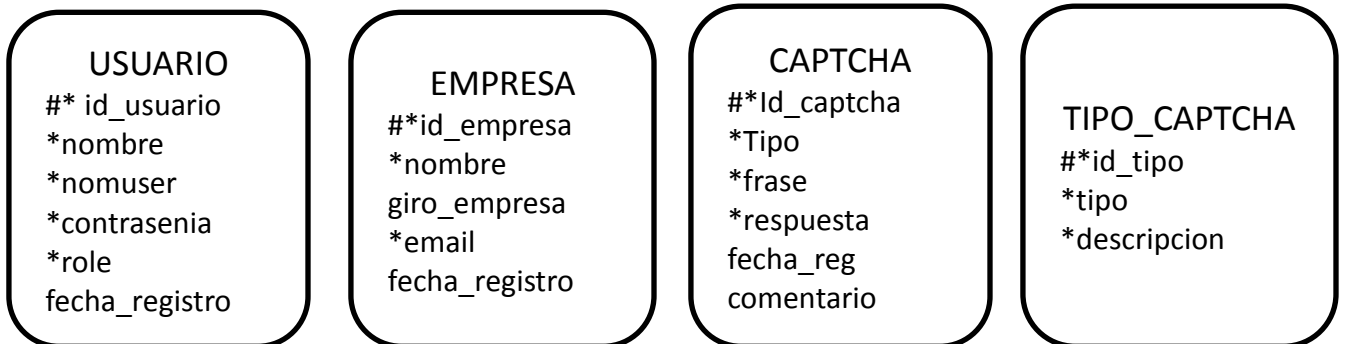 USUARIO
#* id_usuario
*nombre
*nomuser
*contrasenia
*role
fecha_registro
EMPRESA
#*id_empresa
*nombre
giro_empresa
*email
fecha_registro
CAPTCHA
#*Id_captcha
*Tipo
*frase
*respuesta
fecha_reg
comentario
TIPO_CAPTCHA
#*id_tipo
*tipo
*descripcion